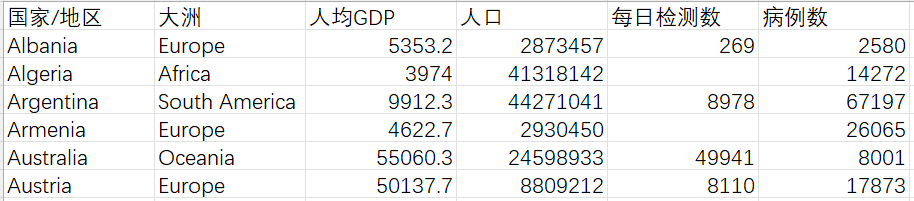 国家/地区 大洲 人均GDP 人口 每日检测数 病例数
Albania Europe 5353.2 2873457 269 2580
Algeria Africa 3974 41318142 14272
Argentina South America 9912.3 44271041 8978 67197
Armenia Europe 4622.7 2930450 26065
Australia Oceania 55060.3 24598933 49941 8001
Austria Europe 50137.7 8809212 8110 17873